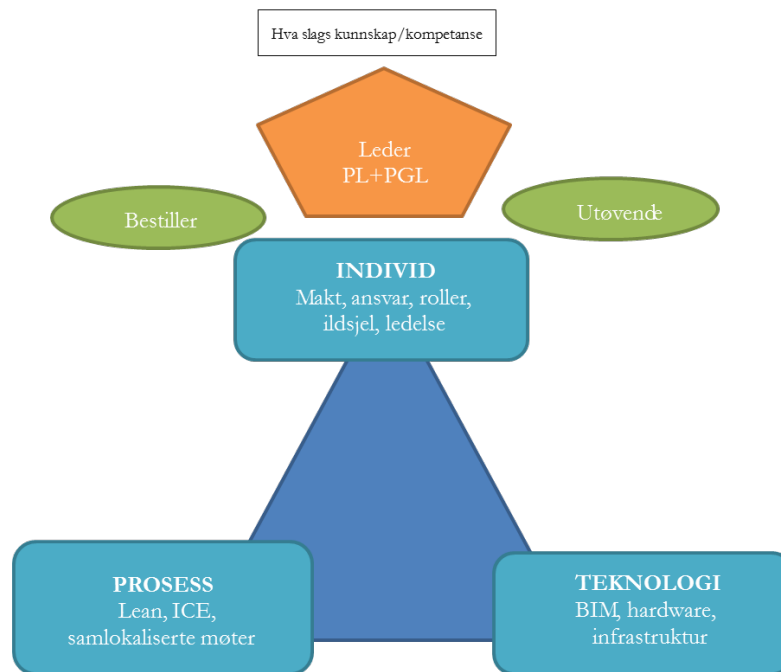 Hva slags kunnskap/kompetanse
Leder
PL+PGL
Bestiller
Utøvende
INDIVID
Makt, ansvar, roller,
ildsjel, ledelse
PROSESS
Lean, ICE,
samlokaliserte møter
TEKNOLOGI
BIM, hardware,
infrastruktur